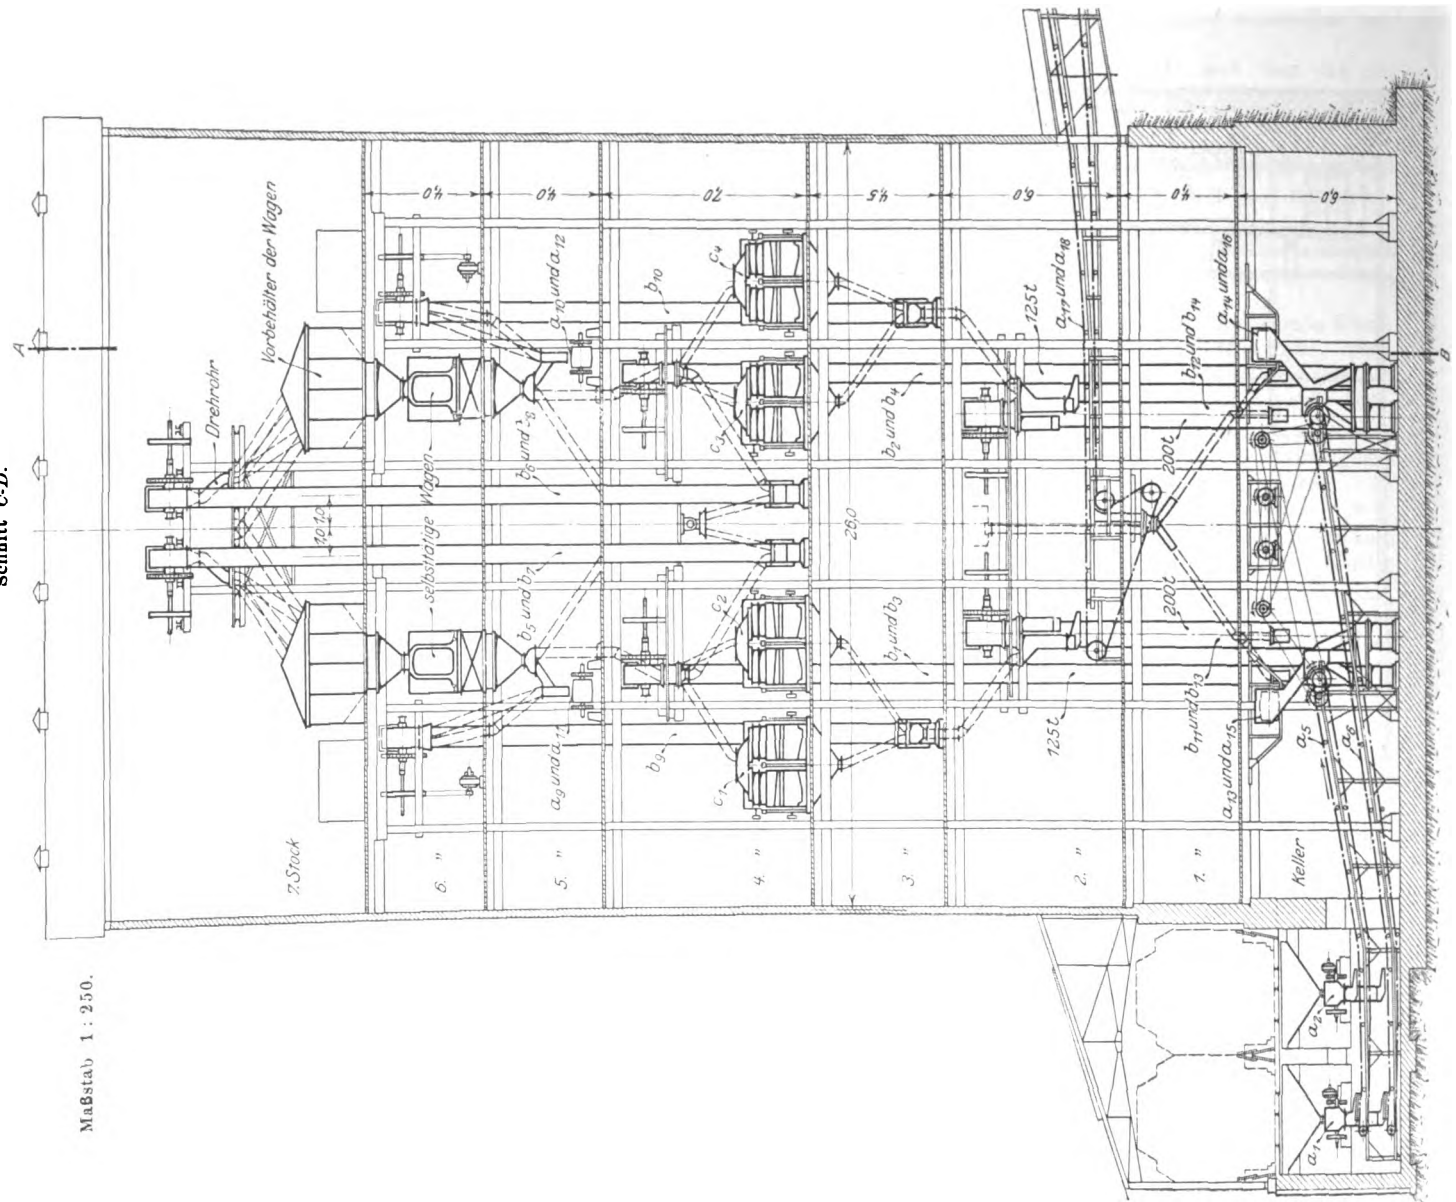 Schnitt C-D.
Maßstab 1 : 250.
A
Drehrohr
Vorbehälter der Wagen
1,0 1,0
selbsttätige Wagen
7. Stock
6. "
5. "
4. "
3. "
2. "
1. "
Keller
4,0
4,0
7,0
4,5
6,0
4,0
6,0
26,0
b5 und b7
b6 und b8
a9 und a11
a10 und a12
b9
b10
c1
c2
c3
c4
b1 und b3
b2 und b4
125t
125t
a17 und a18
200t
200t
b11 und b13
b12 und b14
a13 und a15
a14 und a16
a5
a6
a1
a2
B